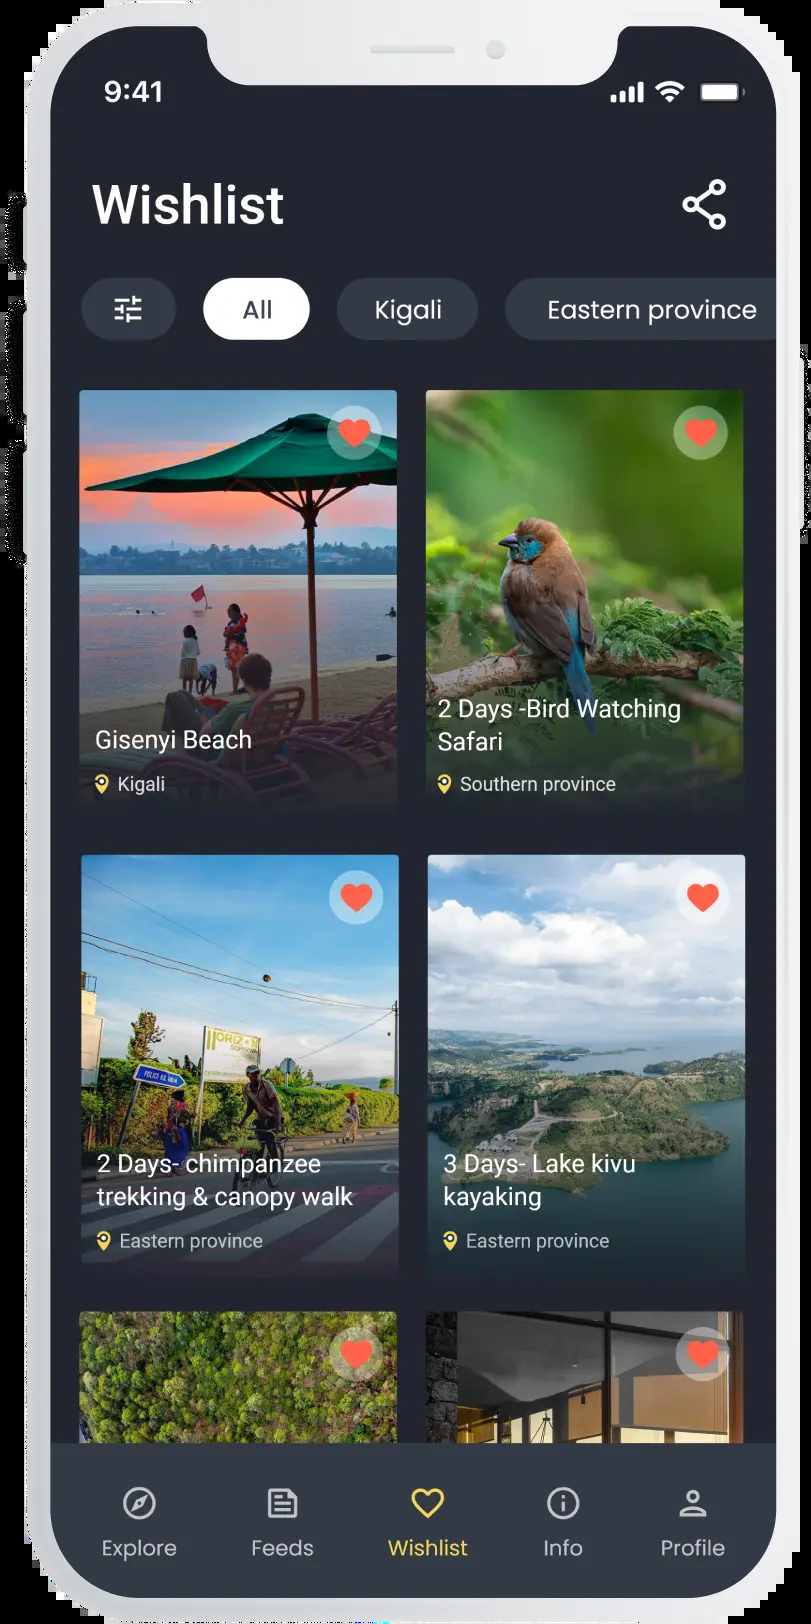 9:41
Wishlist
All
Kigali
Eastern province
Gisenyi Beach
Kigali
2 Days -Bird Watching
Safari
Southern province
HORIZ N
POLICE KG
2 Days- chimpanzee
trekking & canopy walk
Eastern province
3 Days- Lake kivu
kayaking
Eastern province
Explore
Feeds
Wishlist
Info
Profile